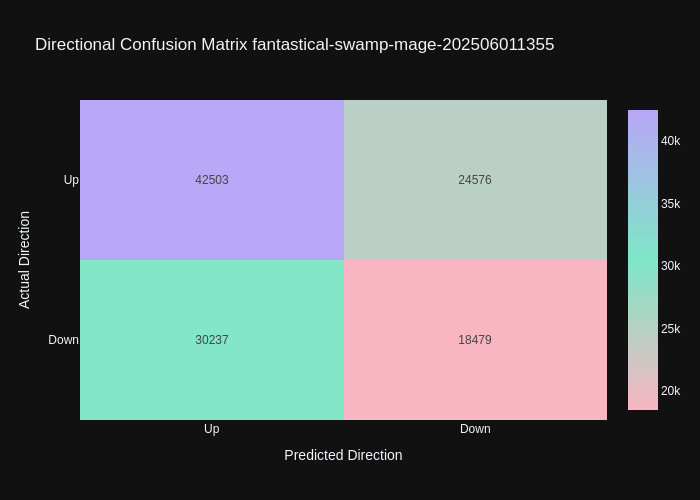 Directional Confusion Matrix fantastical-swamp-mage-202506011355
Actual Direction
Up
42503
24576
Down
30237
18479
Up
Down
Predicted Direction
40k
35k
30k
25k
20k